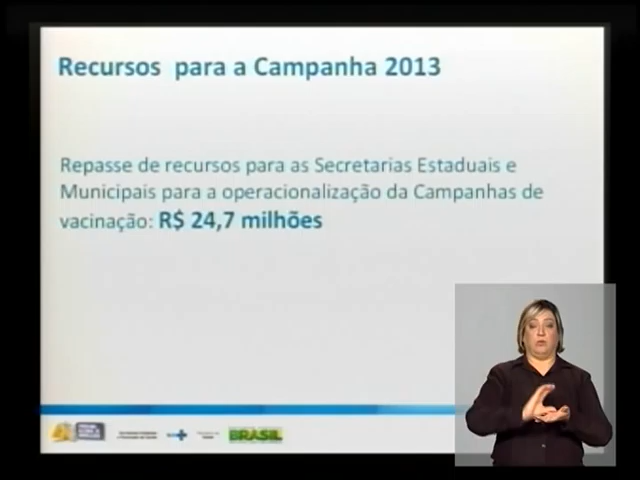 Recursos para a Campanha 2013
Repasse de recursos para as Secretarias Estaduais e
Municipais para a operacionalização da Campanhas de
vacinação: R$ 24,7 milhões
BRASIL